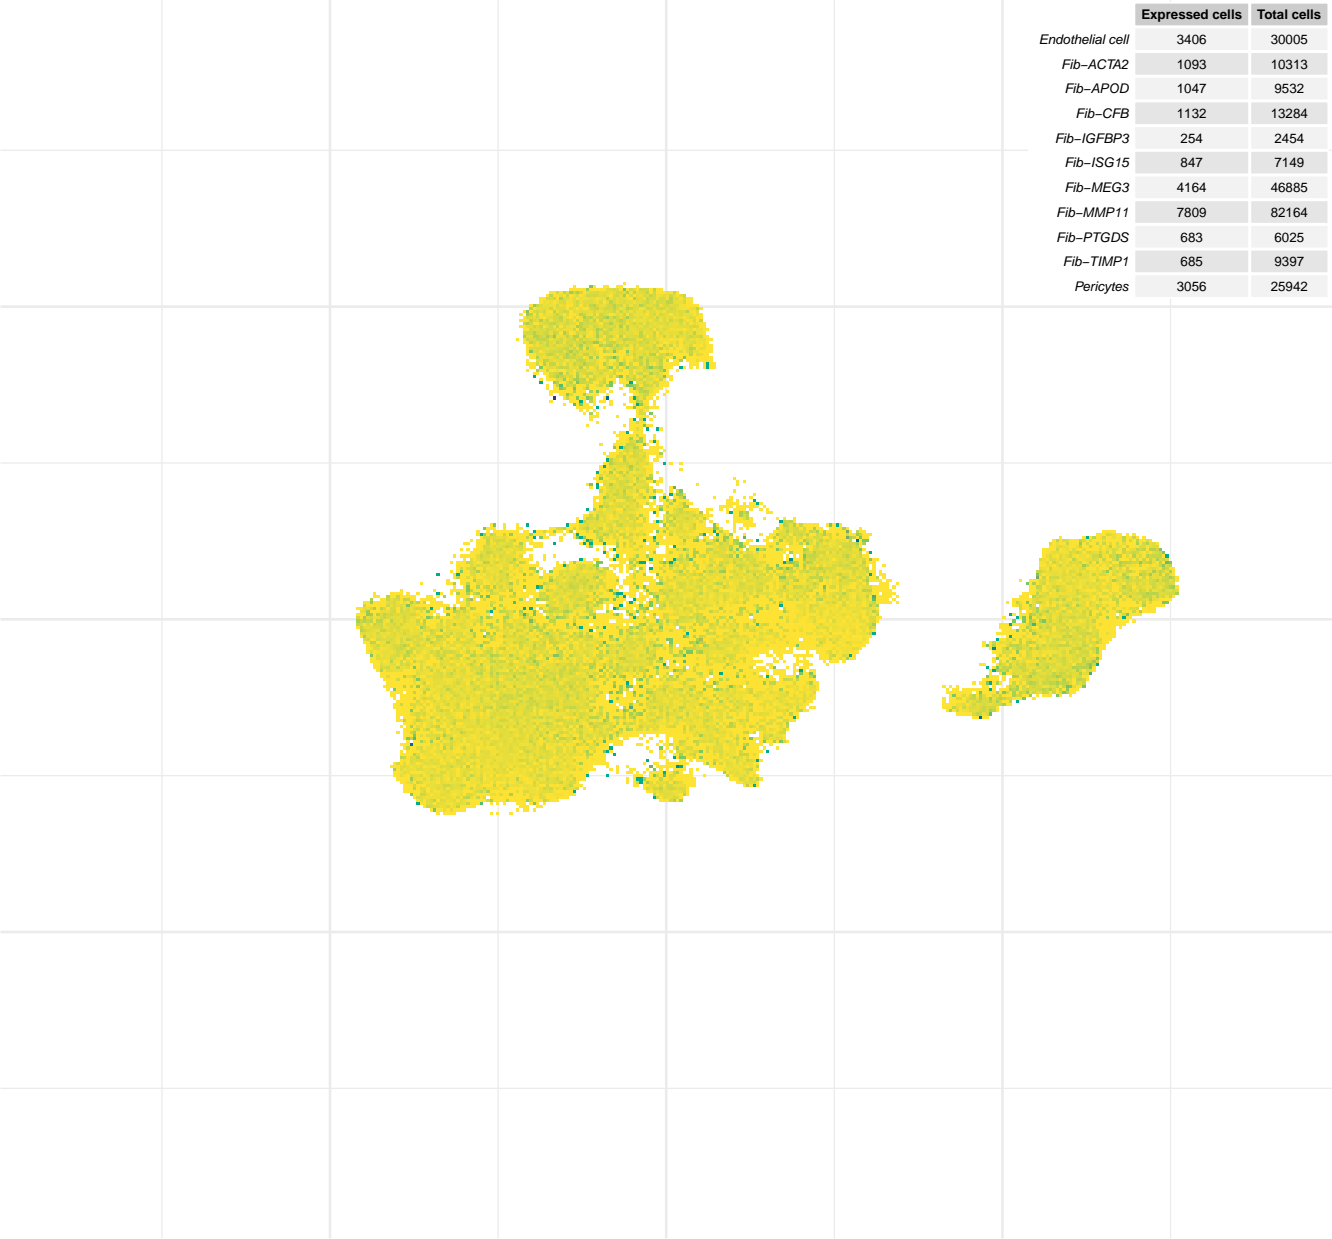 Expressed cells Total cells
Endothelial cell 3406 30005
Fib−ACTA2 1093 10313
Fib−APOD 1047 9532
Fib−CFB 1132 13284
Fib−IGFBP3 254 2454
Fib−ISG15 847 7149
Fib−MEG3 4164 46885
Fib−MMP11 7809 82164
Fib−PTGDS 683 6025
Fib−TIMP1 685 9397
Pericytes 3056 25942